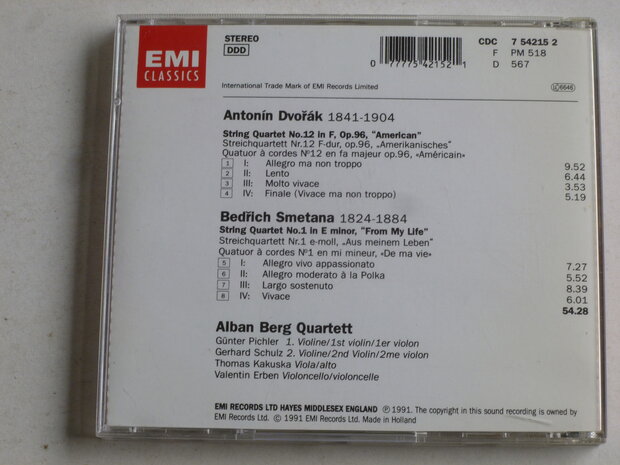 EMI
CLASSICS
STEREO
DDD
0 77775 42152 1
CDC 7 54215 2
F PM 518
D 567
International Trade Mark of EMI Records Limited
Antonín Dvořák 1841-1904
String Quartet No.12 in F, Op.96, "American"
Streichquartett Nr.12 F-dur, op.96, „Amerikanisches"
Quatuor à cordes Nº12 en fa majeur op.96, «Américain»
1 I: Allegro ma non troppo 9.52
2 II: Lento 6.44
3 III: Molto vivace 3.53
4 IV: Finale (Vivace ma non troppo) 5.19
Bedřich Smetana 1824-1884
String Quartet No.1 in E minor, "From My Life"
Streichquartett Nr.1 e-moll, „Aus meinem Leben"
Quatuor à cordes Nº1 en mi mineur, «De ma vie»
5 I: Allegro vivo appassionato 7.27
6 II: Allegro moderato à la Polka 5.52
7 III: Largo sostenuto 8.39
8 IV: Vivace 6.01
54.28
Alban Berg Quartett
Günter Pichler 1. Violine/1st violin/1er violon
Gerhard Schulz 2. Violine/2nd Violin/2me violon
Thomas Kakuska Viola/alto
Valentin Erben Violoncello/violoncelle
EMI RECORDS LTD HAYES MIDDLESEX ENGLAND ℗ 1991. The copyright in this sound recording is owned by
EMI Records Ltd. © 1991 EMI Records Ltd. Made in Holland